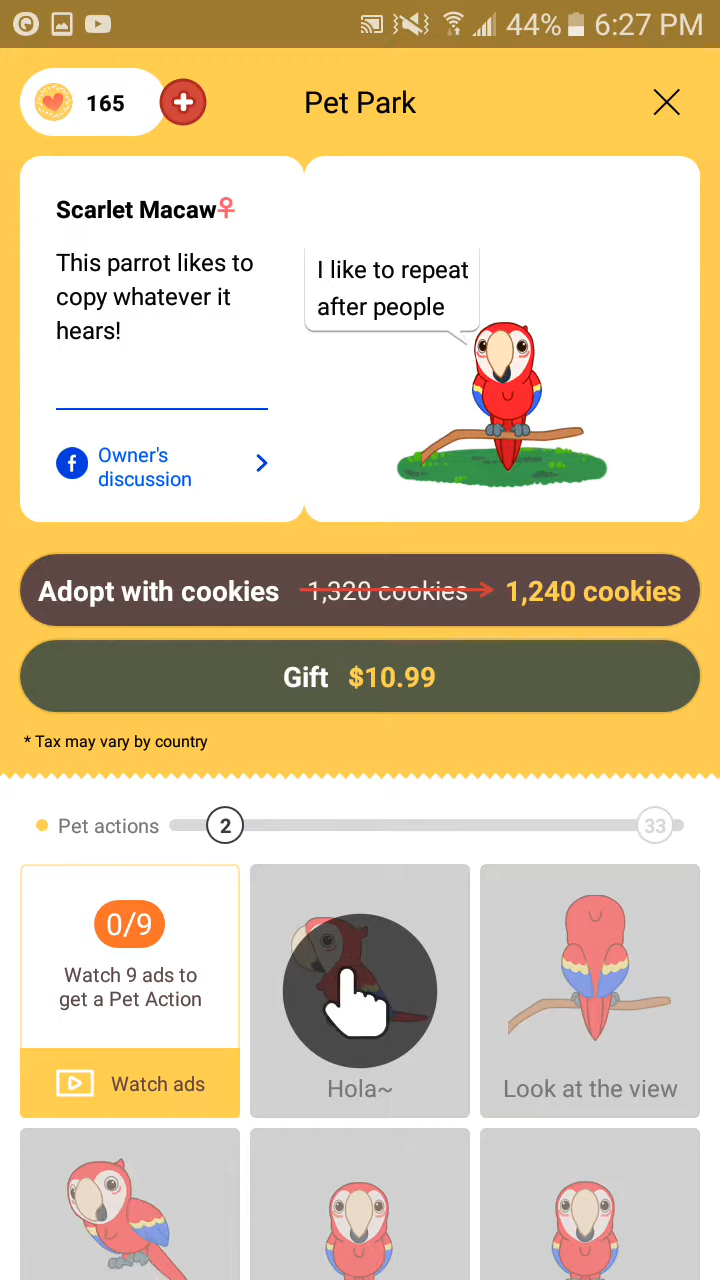 44% 6:27 PM
165
Pet Park
Scarlet Macaw♀
This parrot likes to
copy whatever it
hears!
Owner's
discussion
I like to repeat
after people
Adopt with cookies 1,320 cookies 1,240 cookies
Gift $10.99
* Tax may vary by country
Pet actions 2 33
0/9
Watch 9 ads to
get a Pet Action
Watch ads
Hola~
Look at the view